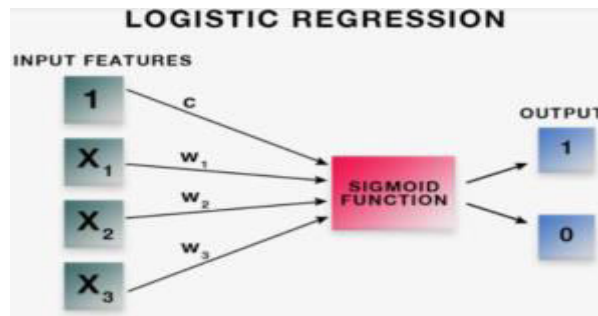 LOGISTIC REGRESSION
INPUT FEATURES
1
C
X1
W1
X2
W2
X3
W3
SIGMOID
FUNCTION
OUTPUT
1
0